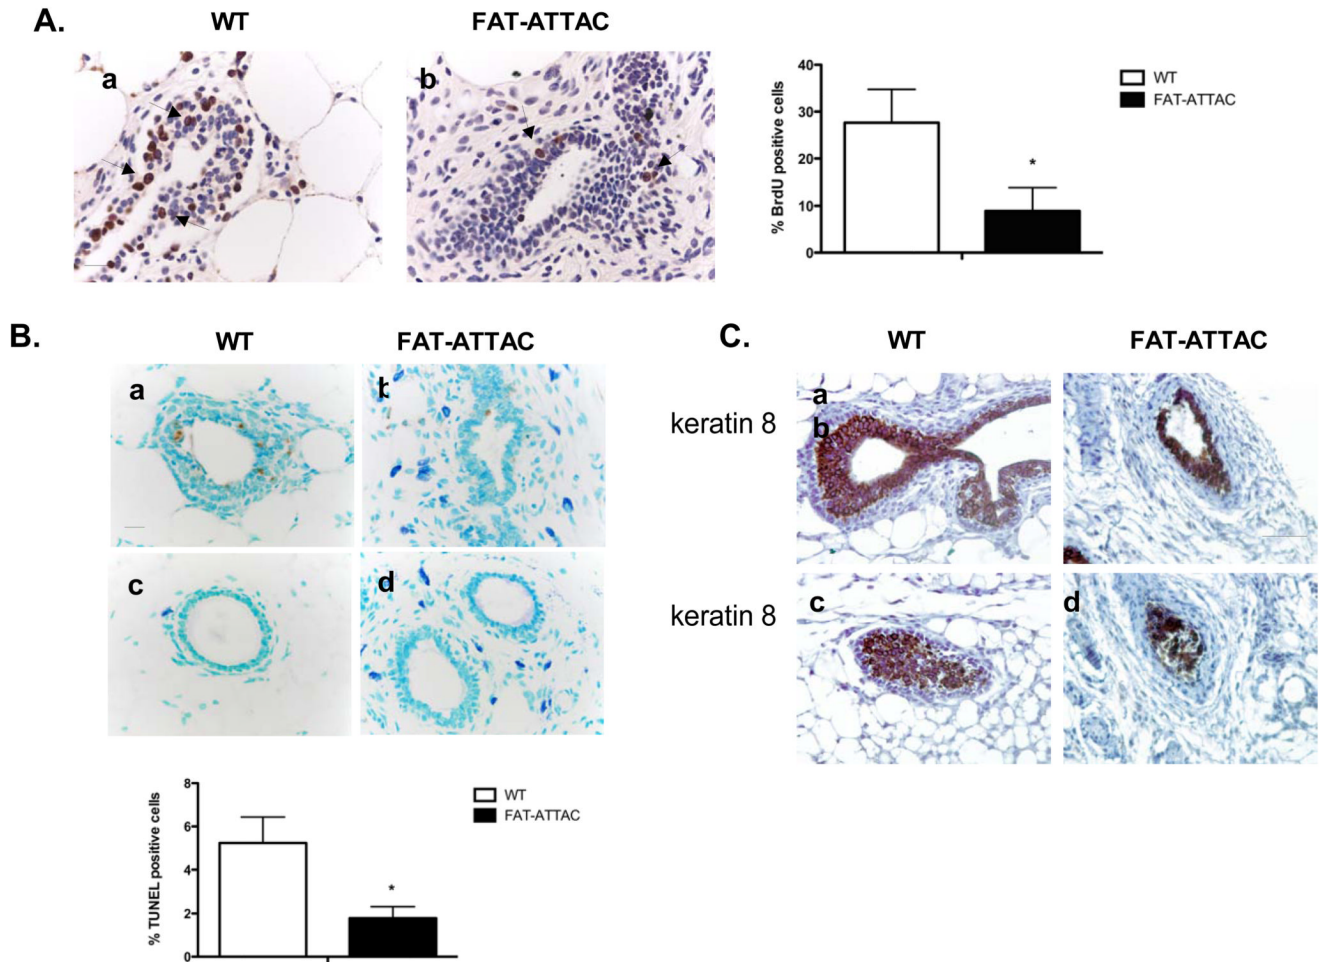 A.
WT
FAT-ATTAC
a
b
40
30
20
10
0
% BrdU positive cells
*
WT
FAT-ATTAC
B.
WT
FAT-ATTAC
a
b
c
d
8
6
4
2
0
% TUNEL positive cells
*
WT
FAT-ATTAC
C.
WT
FAT-ATTAC
keratin 8
a
b
keratin 8
c
d